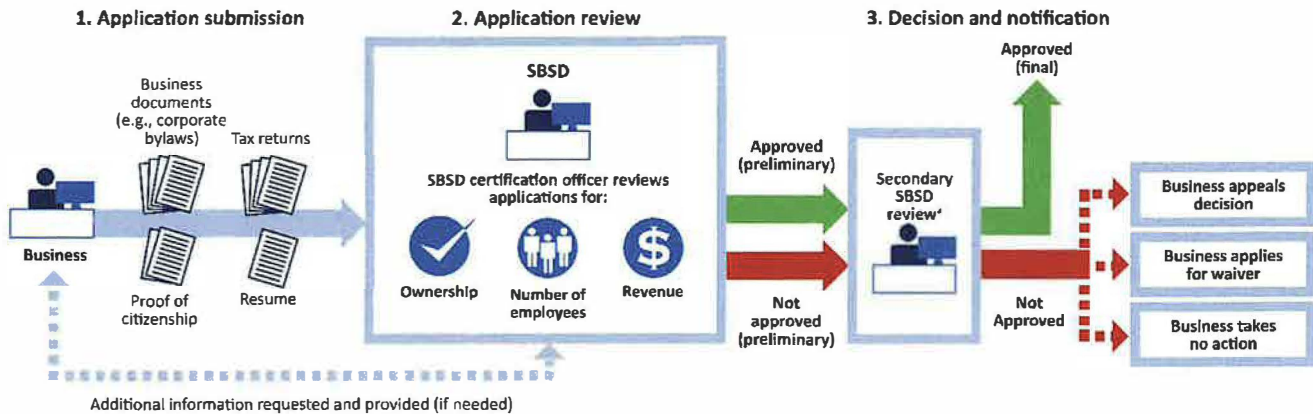 1. Application submission
2. Application review
3. Decision and notification
Business
documents
(e.g., corporate
bylaws)
Tax returns
Business
Proof of
citizenship
Resume
Additional information requested and provided (if needed)
SBSD
SBSD certification officer reviews
applications for:
Ownership
Number of
employees
$
Revenue
Approved
(preliminary)
Not
approved
(preliminary)
Secondary
SBSD
review⁴
Approved
(final)
Not
Approved
Business appeals
decision
Business applies
for waiver
Business takes
no action